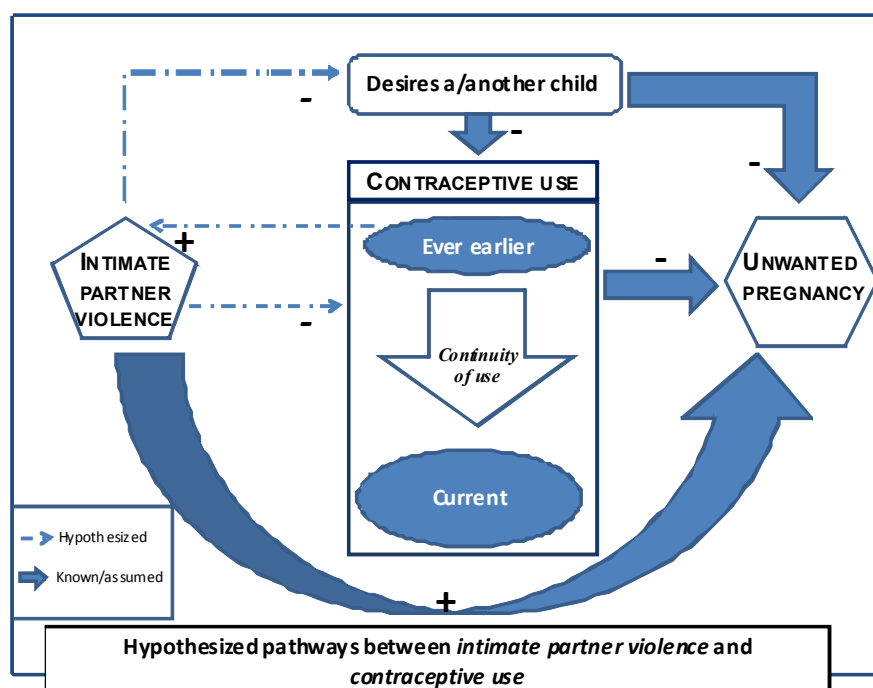 Desires a/another child
-
-
-
CONTRACEPTIVE USE
Ever earlier
+
-
-
INTIMATE
PARTNER
VIOLENCE
UNWANTED
PREGNANCY
Continuity
of use
Current
Hypothesized
Known/assumed
+
Hypothesized pathways between intimate partner violence and
contraceptive use